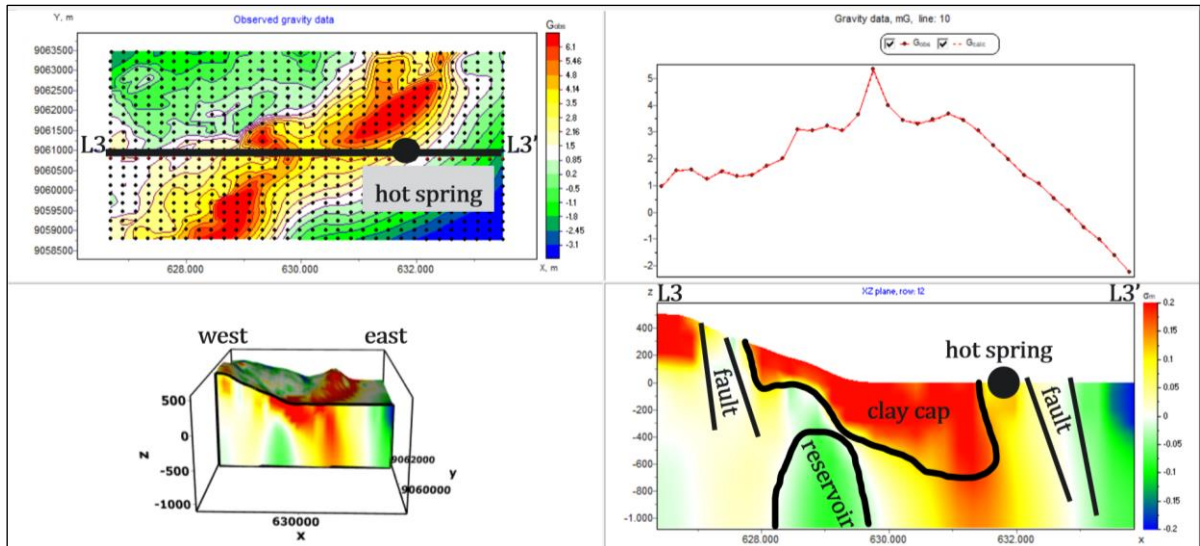 Y, m
Observed gravity data
Gobs
9063500
9063000
9062500
9062000
9061500
9061000
9060500
9060000
9059500
9059000
9058500
L3
L3'
hot spring
628.000
630.000
632.000
X, m
6.1
5.46
4.8
4.14
3.5
2.8
2.16
1.5
0.85
0.2
-0.5
-1.1
-1.8
-2.45
-3.1
Gravity data, mG, line: 10
Gobs
Gcalc
5
4
3
2
1
0
-1
-2
west
east
500
0
-500
-1000
z
630000
x
9062000
y
9060000
L3
XZ plane, row:12
L3'
z
σm
400
200
0
-200
-400
-600
-800
-1.000
fault
clay cap
reservoir
hot spring
fault
628.000
630.000
632.000
x
0.2
0.15
0.1
0.05
0
-0.05
-0.1
-0.15
-0.2